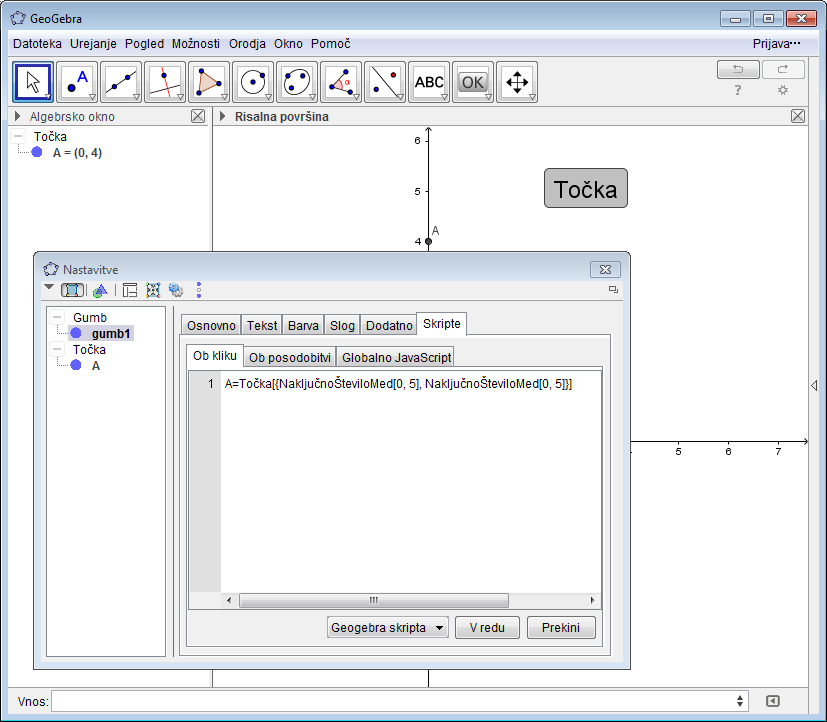 GeoGebra
Datoteka Urejanje Pogled Možnosti Orodja Okno Pomoč Prijava...
A ABC OK
α
?
Algebrsko okno
Risalna površina
Točka
A = (0, 4)
6
Točka
5
A
4
Nastavitve
Gumb
gumb1
Točka
A
Osnovno Tekst Barva Slog Dodatno Skripte
Ob kliku Ob posodobitvi Globalno JavaScript
1 A=Točka[{NaključnoŠteviloMed[0, 5], NaključnoŠteviloMed[0, 5]}]
5 6 7
Geogebra skripta V redu Prekini
Vnos: